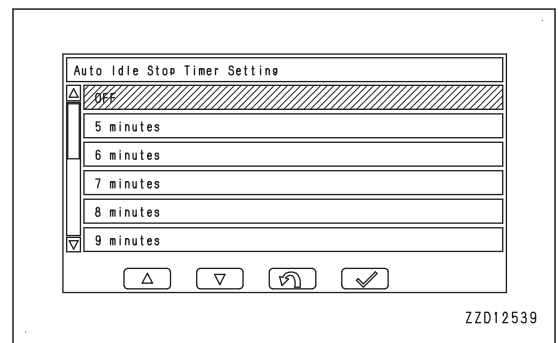 Auto Idle Stop Timer Setting
OFF
5 minutes
6 minutes
7 minutes
8 minutes
9 minutes
ZZD12539